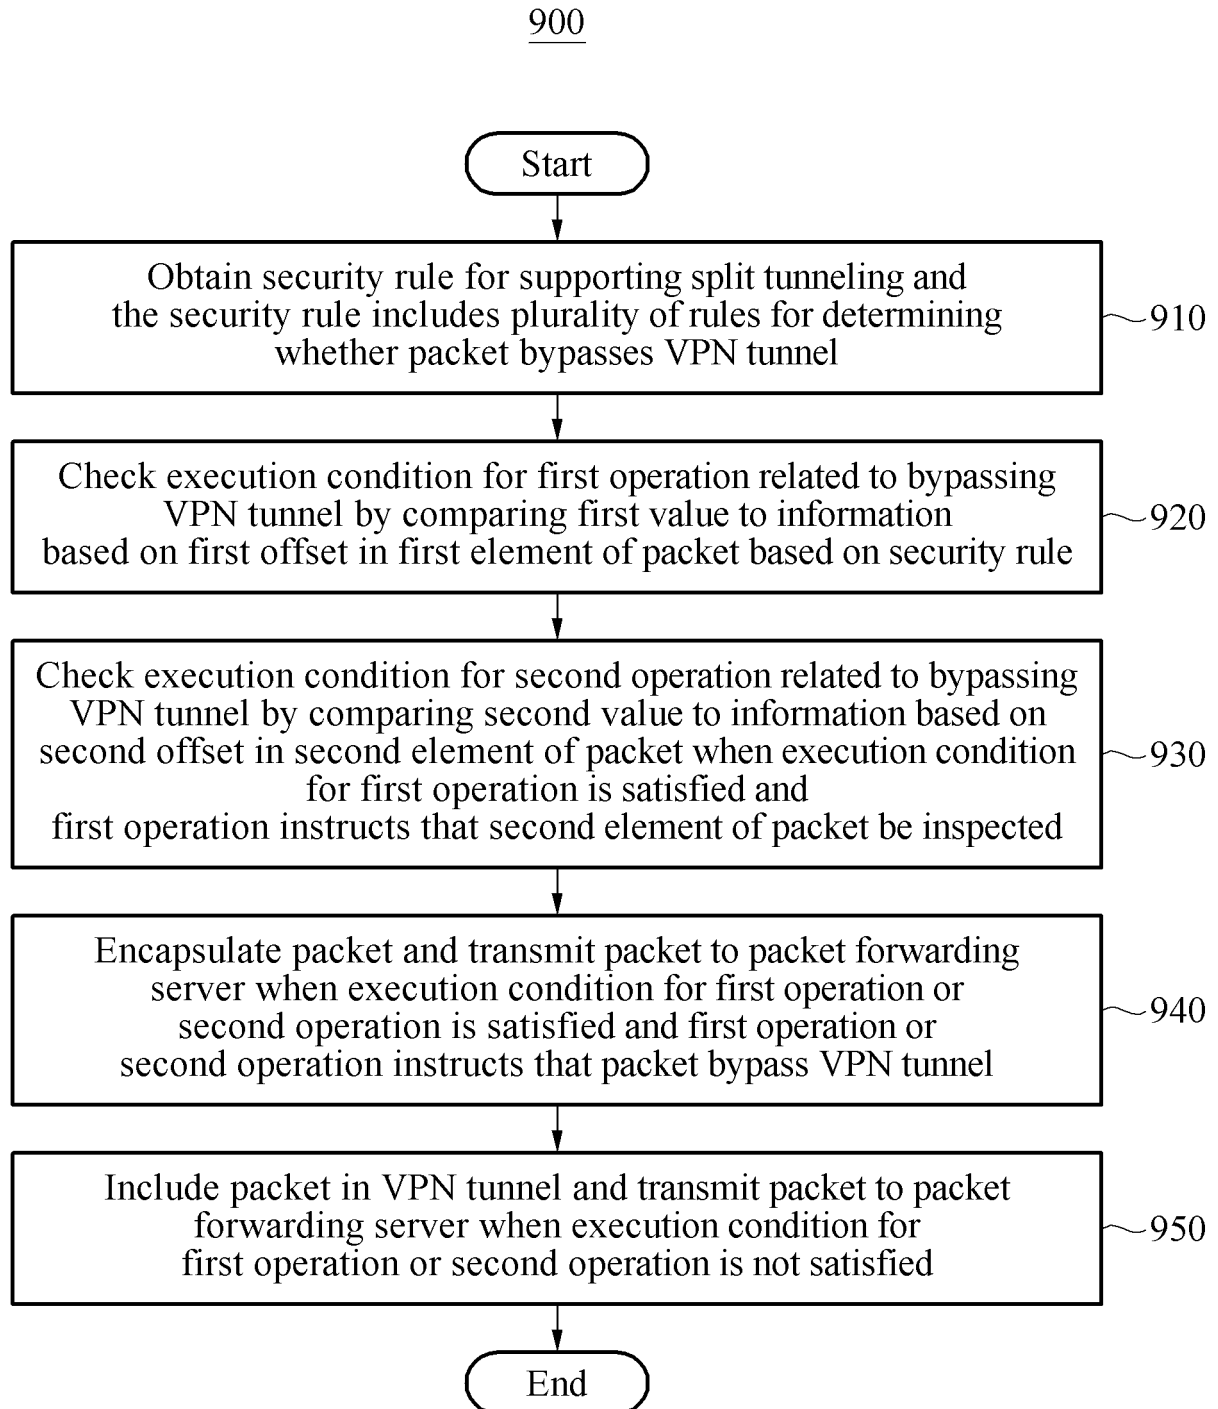 900
Start
Obtain security rule for supporting split tunneling and
the security rule includes plurality of rules for determining
whether packet bypasses VPN tunnel
910
Check execution condition for first operation related to bypassing
VPN tunnel by comparing first value to information
based on first offset in first element of packet based on security rule
920
Check execution condition for second operation related to bypassing
VPN tunnel by comparing second value to information based on
second offset in second element of packet when execution condition
for first operation is satisfied and
first operation instructs that second element of packet be inspected
930
Encapsulate packet and transmit packet to packet forwarding
server when execution condition for first operation or
second operation is satisfied and first operation or
second operation instructs that packet bypass VPN tunnel
940
Include packet in VPN tunnel and transmit packet to packet
forwarding server when execution condition for
first operation or second operation is not satisfied
950
End